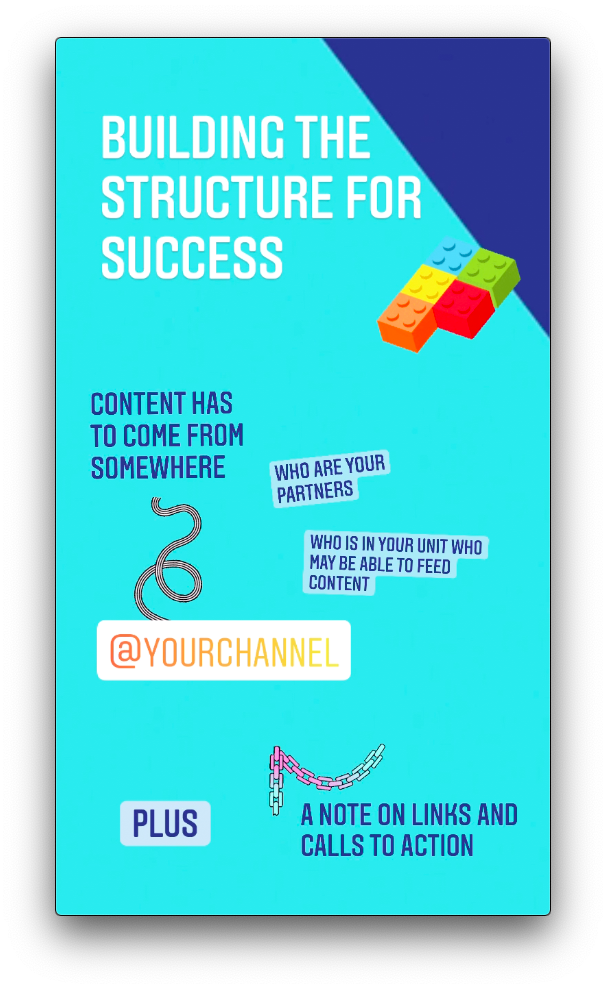 BUILDING THE
STRUCTURE FOR
SUCCESS
CONTENT HAS
TO COME FROM
SOMEWHERE
WHO ARE YOUR
PARTNERS
WHO IS IN YOUR UNIT WHO
MAY BE ABLE TO FEED
CONTENT
@YOURCHANNEL
PLUS
A NOTE ON LINKS AND
CALLS TO ACTION